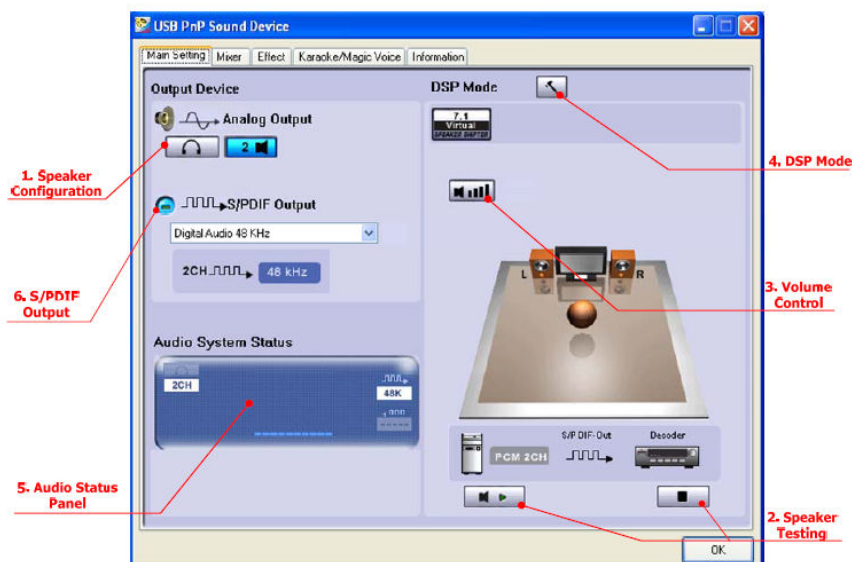 USB PnP Sound Device
Main Setting Mixer Effect Karaoke/Magic Voice Information
Output Device
Analog Output
2
S/PDIF Output
Digital Audio 48 KHz
2CH 48 kHz
Audio System Status
2CH
48K
DSP Mode
7.1
Virtual
SPEAKER SHIFTER
L R
PCM 2CH
S/PDIF-Out
Decoder
OK
1. Speaker
Configuration
6. S/PDIF
Output
5. Audio Status
Panel
4. DSP Mode
3. Volume
Control
2. Speaker
Testing